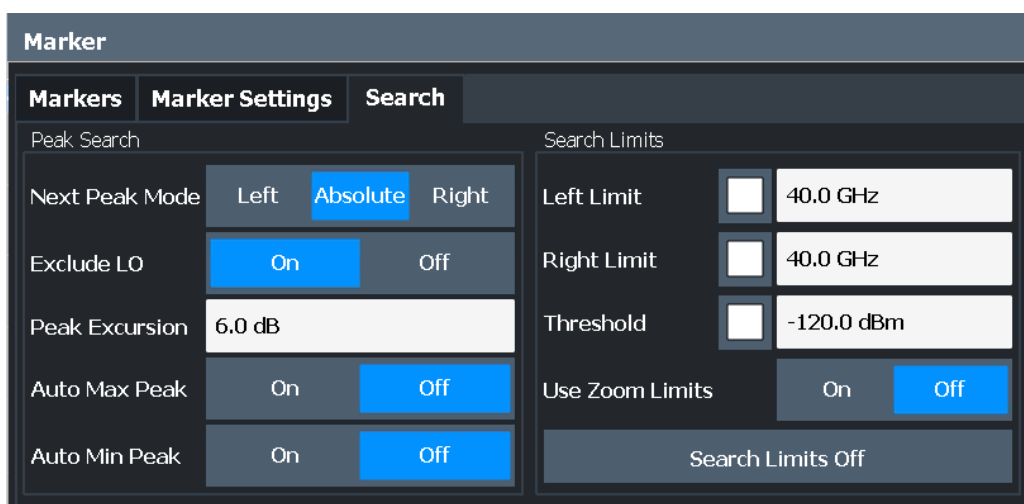 Marker
Markers Marker Settings Search
Peak Search
Next Peak Mode Left Absolute Right
Exclude LO On Off
Peak Excursion 6.0 dB
Auto Max Peak On Off
Auto Min Peak On Off
Search Limits
Left Limit 40.0 GHz
Right Limit 40.0 GHz
Threshold -120.0 dBm
Use Zoom Limits On Off
Search Limits Off